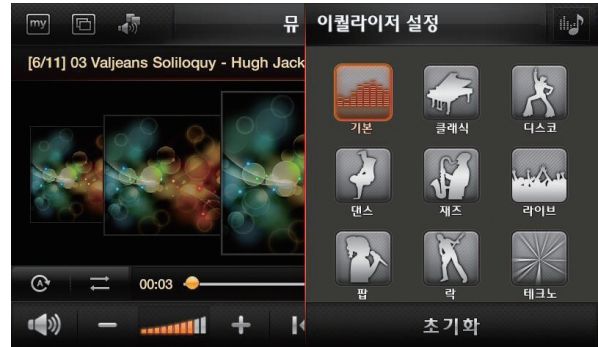 my
뮤
이퀄라이저 설정
[6/11] 03 Valjeans Soliloquy - Hugh Jack
기본
클래식
디스코
댄스
재즈
라이브
A
00:03
팝
락
테크노
초기화